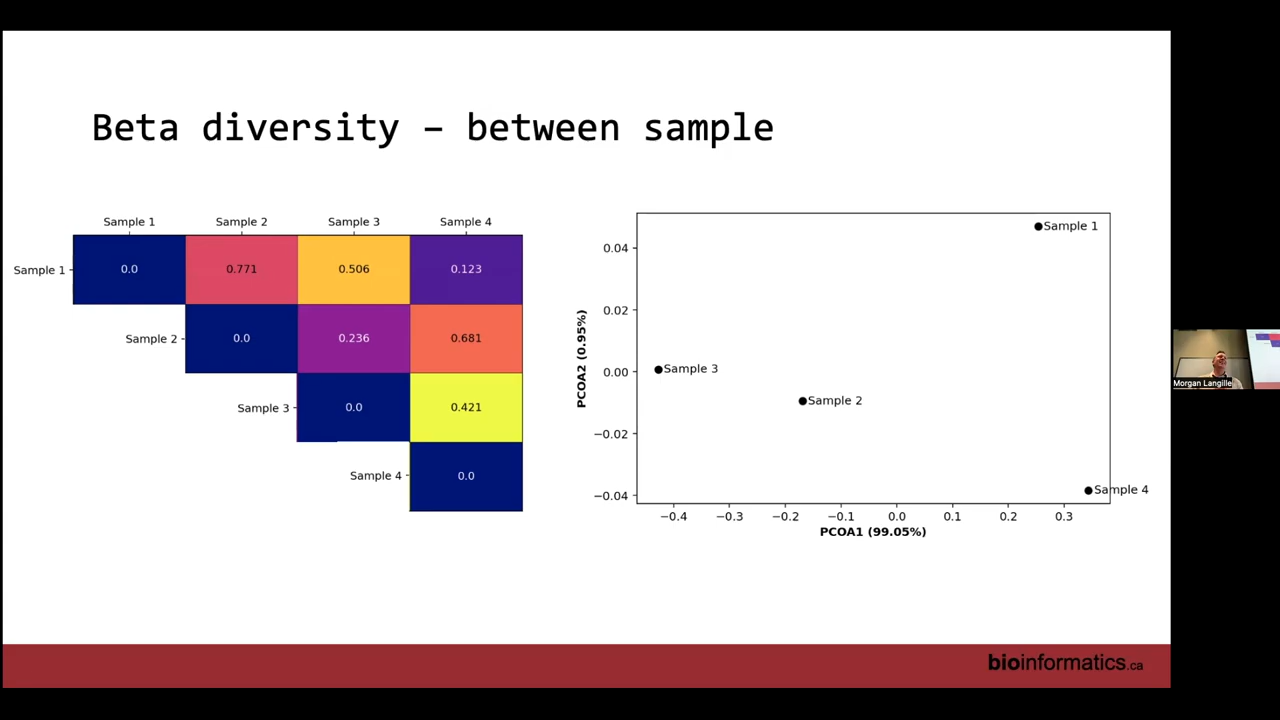 Beta diversity – between sample
Sample 1 Sample 2 Sample 3 Sample 4
Sample 1 0.0 0.771 0.506 0.123
Sample 2 0.0 0.236 0.681
Sample 3 0.0 0.421
Sample 4 0.0
PCOA2 (0.95%)
0.04
0.02
0.00
−0.02
−0.04
Sample 1
Sample 3
Sample 2
Sample 4
−0.4 −0.3 −0.2 −0.1 0.0 0.1 0.2 0.3
PCOA1 (99.05%)
Morgan Langille
bioinformatics.ca